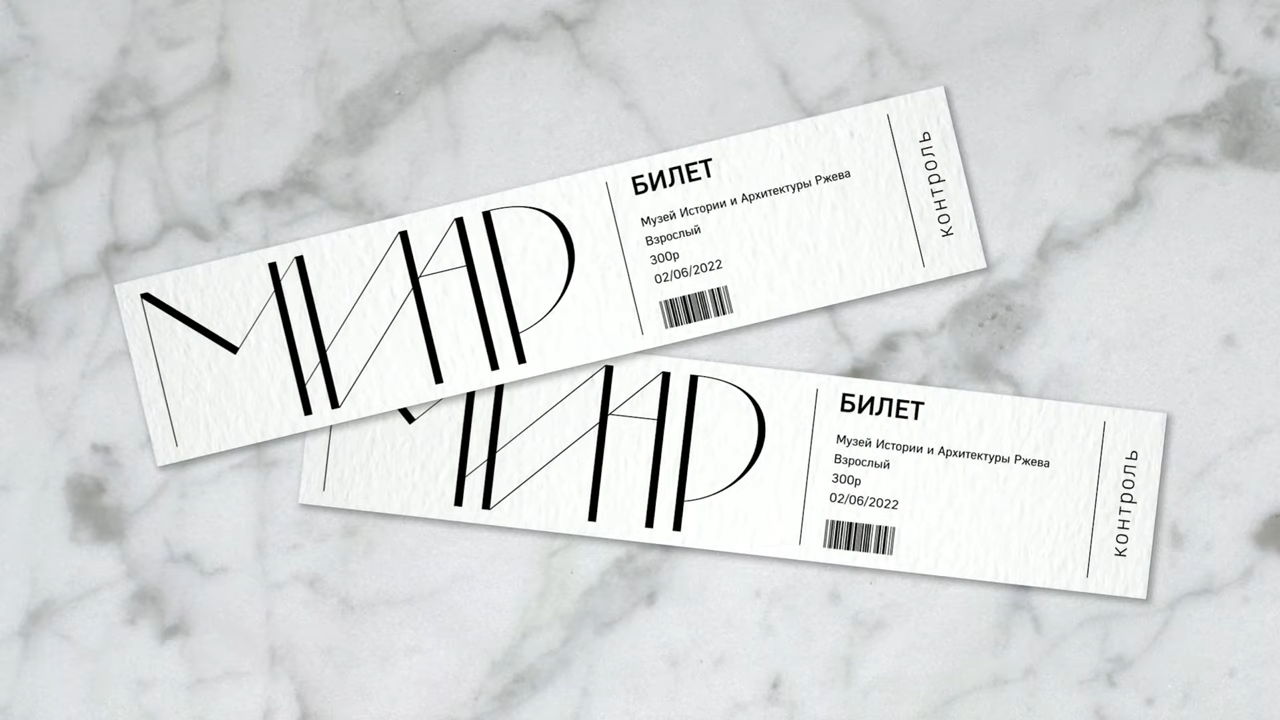 МИАР
БИЛЕТ
Музей Истории и Архитектуры Ржева
Взрослый
300р
02/06/2022
контроль
МИАР
БИЛЕТ
Музей Истории и Архитектуры Ржева
Взрослый
300р
02/06/2022
контроль